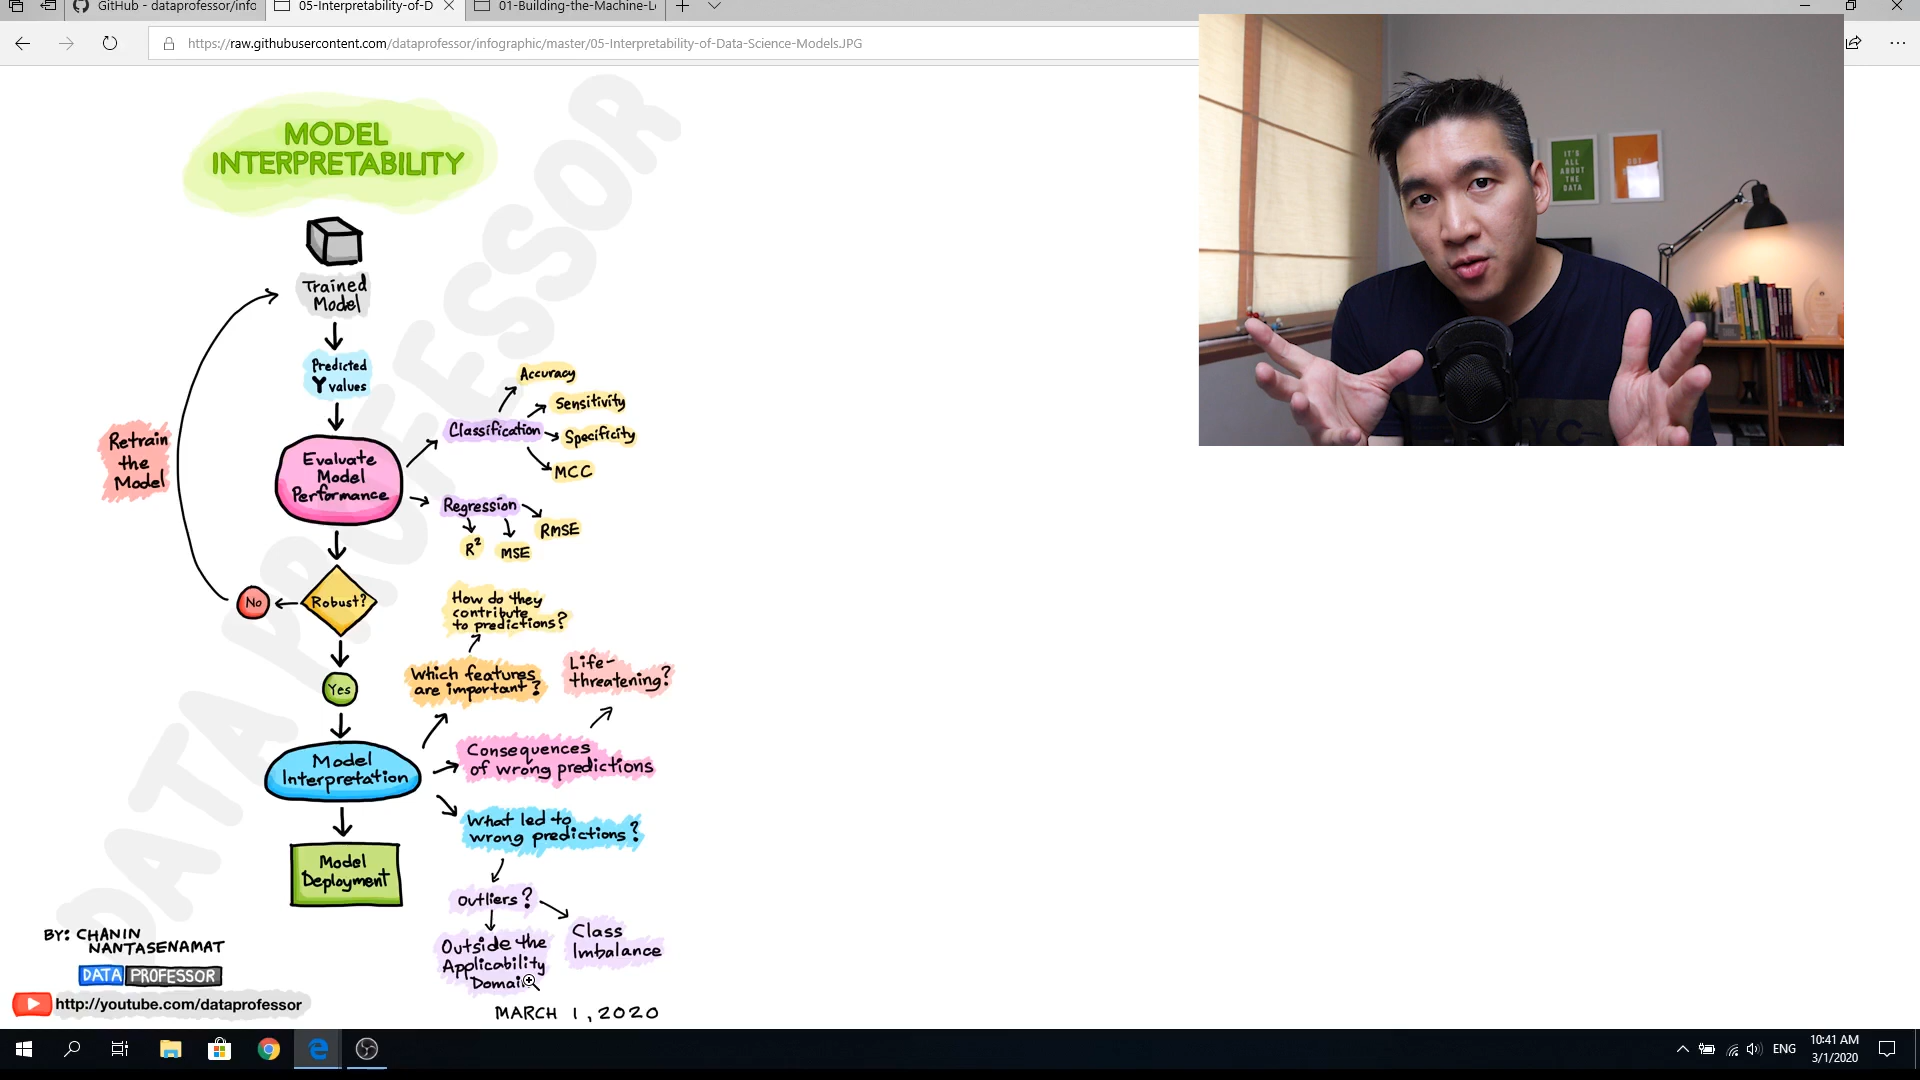 GitHub - dataprofessor/info
05-Interpretability-of-D
01-Building-the-Machine-L
https://raw.githubusercontent.com/dataprofessor/infographic/master/05-Interpretability-of-Data-Science-Models.JPG
DATA PROFESSOR
MODEL
INTERPRETABILITY
Trained
Model
Predicted
Y values
Evaluate
Model
Performance
Classification
Accuracy
Sensitivity
Specificity
MCC
Regression
R²
MSE
RMSE
Retrain
the
Model
Robust?
No
Yes
Model
Interpretation
How do they
contribute
to predictions?
Which features
are important?
Life-
threatening?
Consequences
of wrong predictions
What led to
wrong predictions?
Outliers?
Outside the
Applicability
Domain
Class
Imbalance
Model
Deployment
BY: CHANIN
NANTASENAMAT
DATA PROFESSOR
http://youtube.com/dataprofessor
MARCH 1, 2020
IT'S
ALL
ABOUT
THE
DATA
GOT
ENG
10:41 AM
3/1/2020